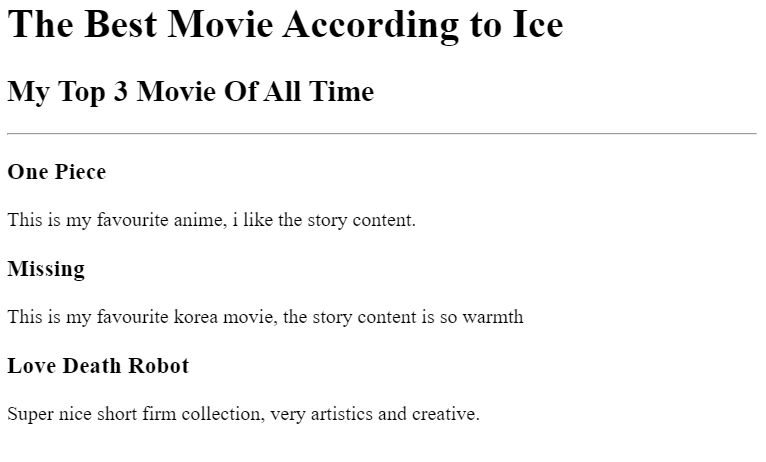 The Best Movie According to Ice
My Top 3 Movie Of All Time
One Piece
This is my favourite anime, i like the story content.
Missing
This is my favourite korea movie, the story content is so warmth
Love Death Robot
Super nice short firm collection, very artistics and creative.